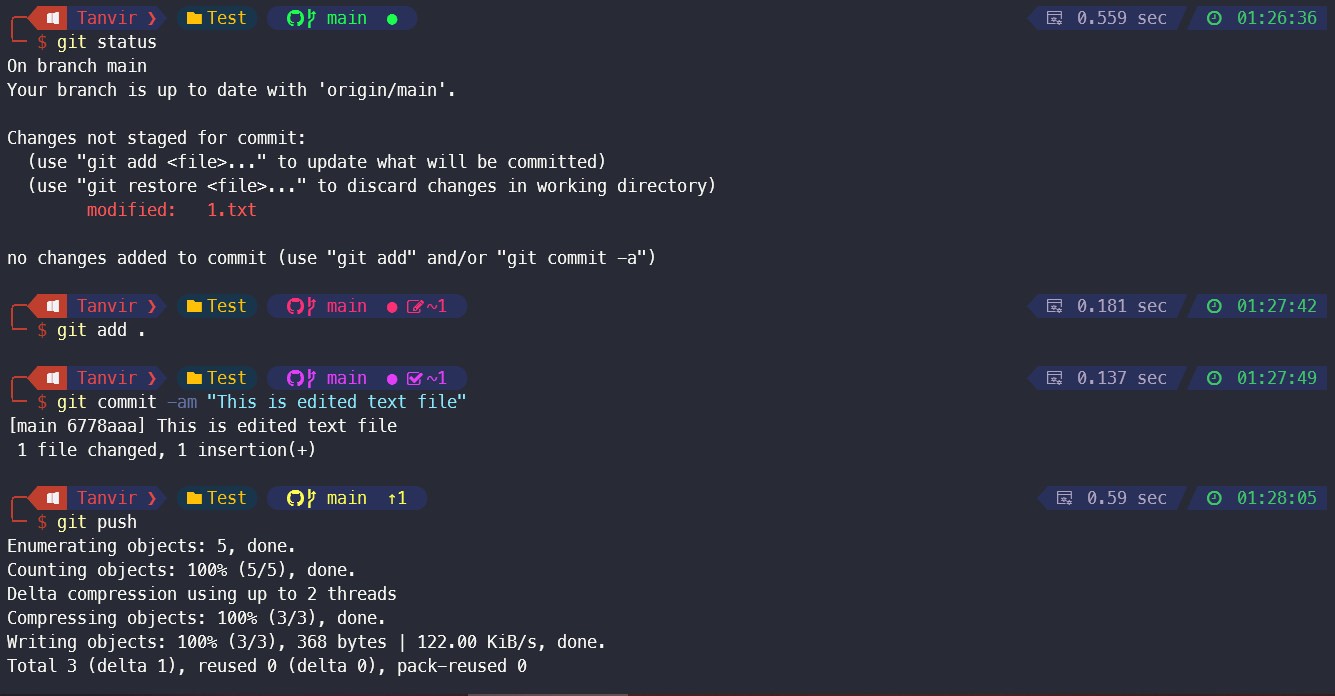 Tanvir ❯ Test main ● 0.559 sec 01:26:36
$ git status
On branch main
Your branch is up to date with 'origin/main'.
Changes not staged for commit:
(use "git add <file>..." to update what will be committed)
(use "git restore <file>..." to discard changes in working directory)
modified: 1.txt
no changes added to commit (use "git add" and/or "git commit -a")
Tanvir ❯ Test main ● ~1 0.181 sec 01:27:42
$ git add .
Tanvir ❯ Test main ● ~1 0.137 sec 01:27:49
$ git commit -am "This is edited text file"
[main 6778aaa] This is edited text file
1 file changed, 1 insertion(+)
Tanvir ❯ Test main ↑1 0.59 sec 01:28:05
$ git push
Enumerating objects: 5, done.
Counting objects: 100% (5/5), done.
Delta compression using up to 2 threads
Compressing objects: 100% (3/3), done.
Writing objects: 100% (3/3), 368 bytes | 122.00 KiB/s, done.
Total 3 (delta 1), reused 0 (delta 0), pack-reused 0